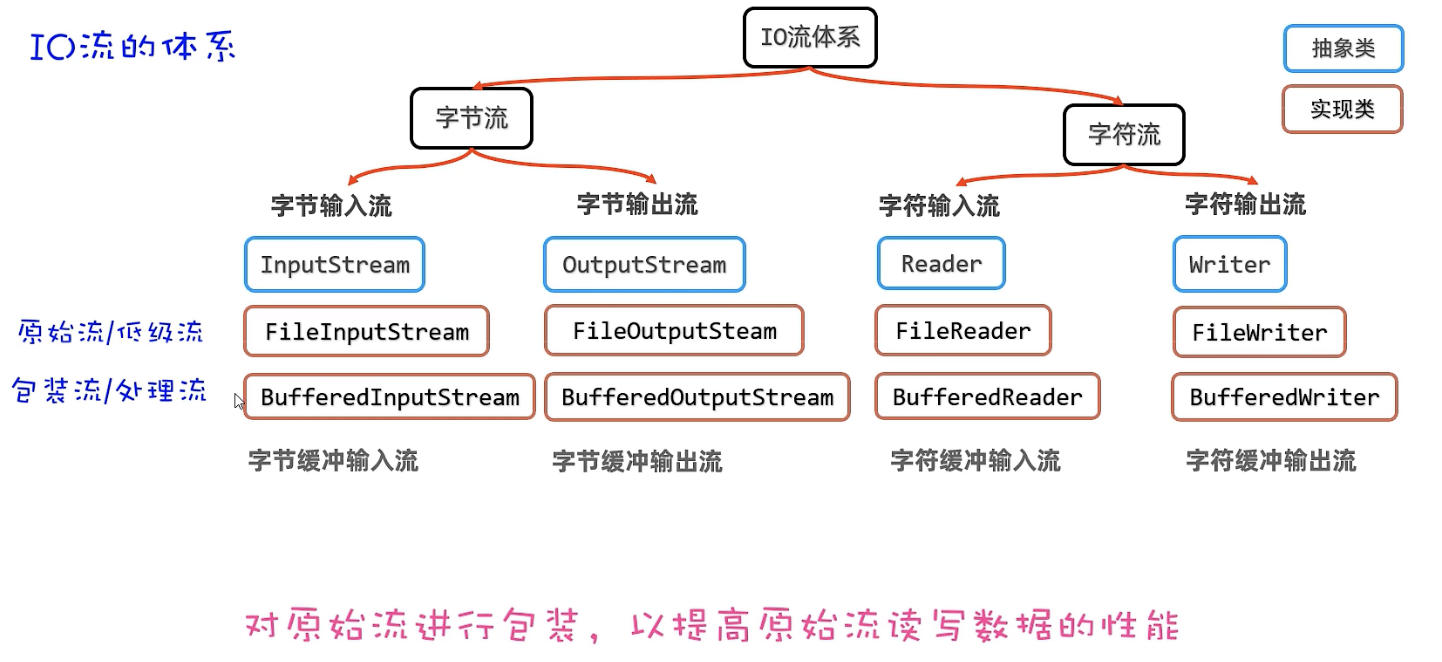 IO流的体系
IO流体系
抽象类
实现类
字节流
字符流
字节输入流
字节输出流
字符输入流
字符输出流
InputStream
OutputStream
Reader
Writer
原始流/低级流
FileInputStream
FileOutputSteam
FileReader
FileWriter
包装流/处理流
BufferedInputStream
BufferedOutputStream
BufferedReader
BufferedWriter
字节缓冲输入流
字节缓冲输出流
字符缓冲输入流
字符缓冲输出流
对原始流进行包装，以提高原始流读写数据的性能